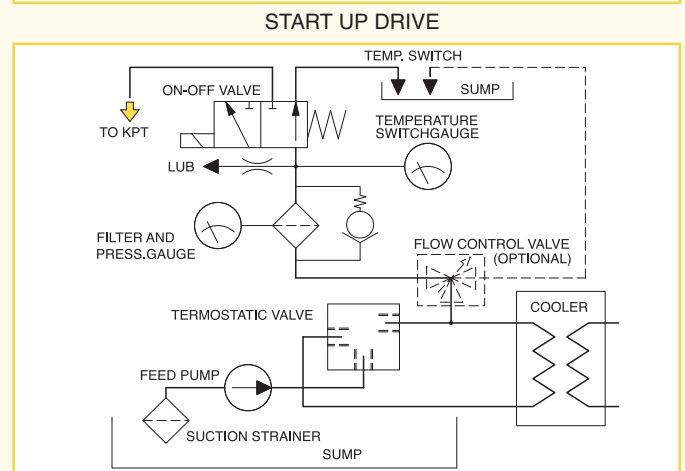 START UP DRIVE
TEMP. SWITCH
ON-OFF VALVE
SUMP
TO KPT
TEMPERATURE
SWITCHGAUGE
LUB
FILTER AND
PRESS.GAUGE
FLOW CONTROL VALVE
(OPTIONAL)
TERMOSTATIC VALVE
COOLER
FEED PUMP
SUCTION STRAINER
SUMP